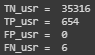 TN_usr =  35316
TP_usr =  654
FP_usr =  0
FN_usr =  6